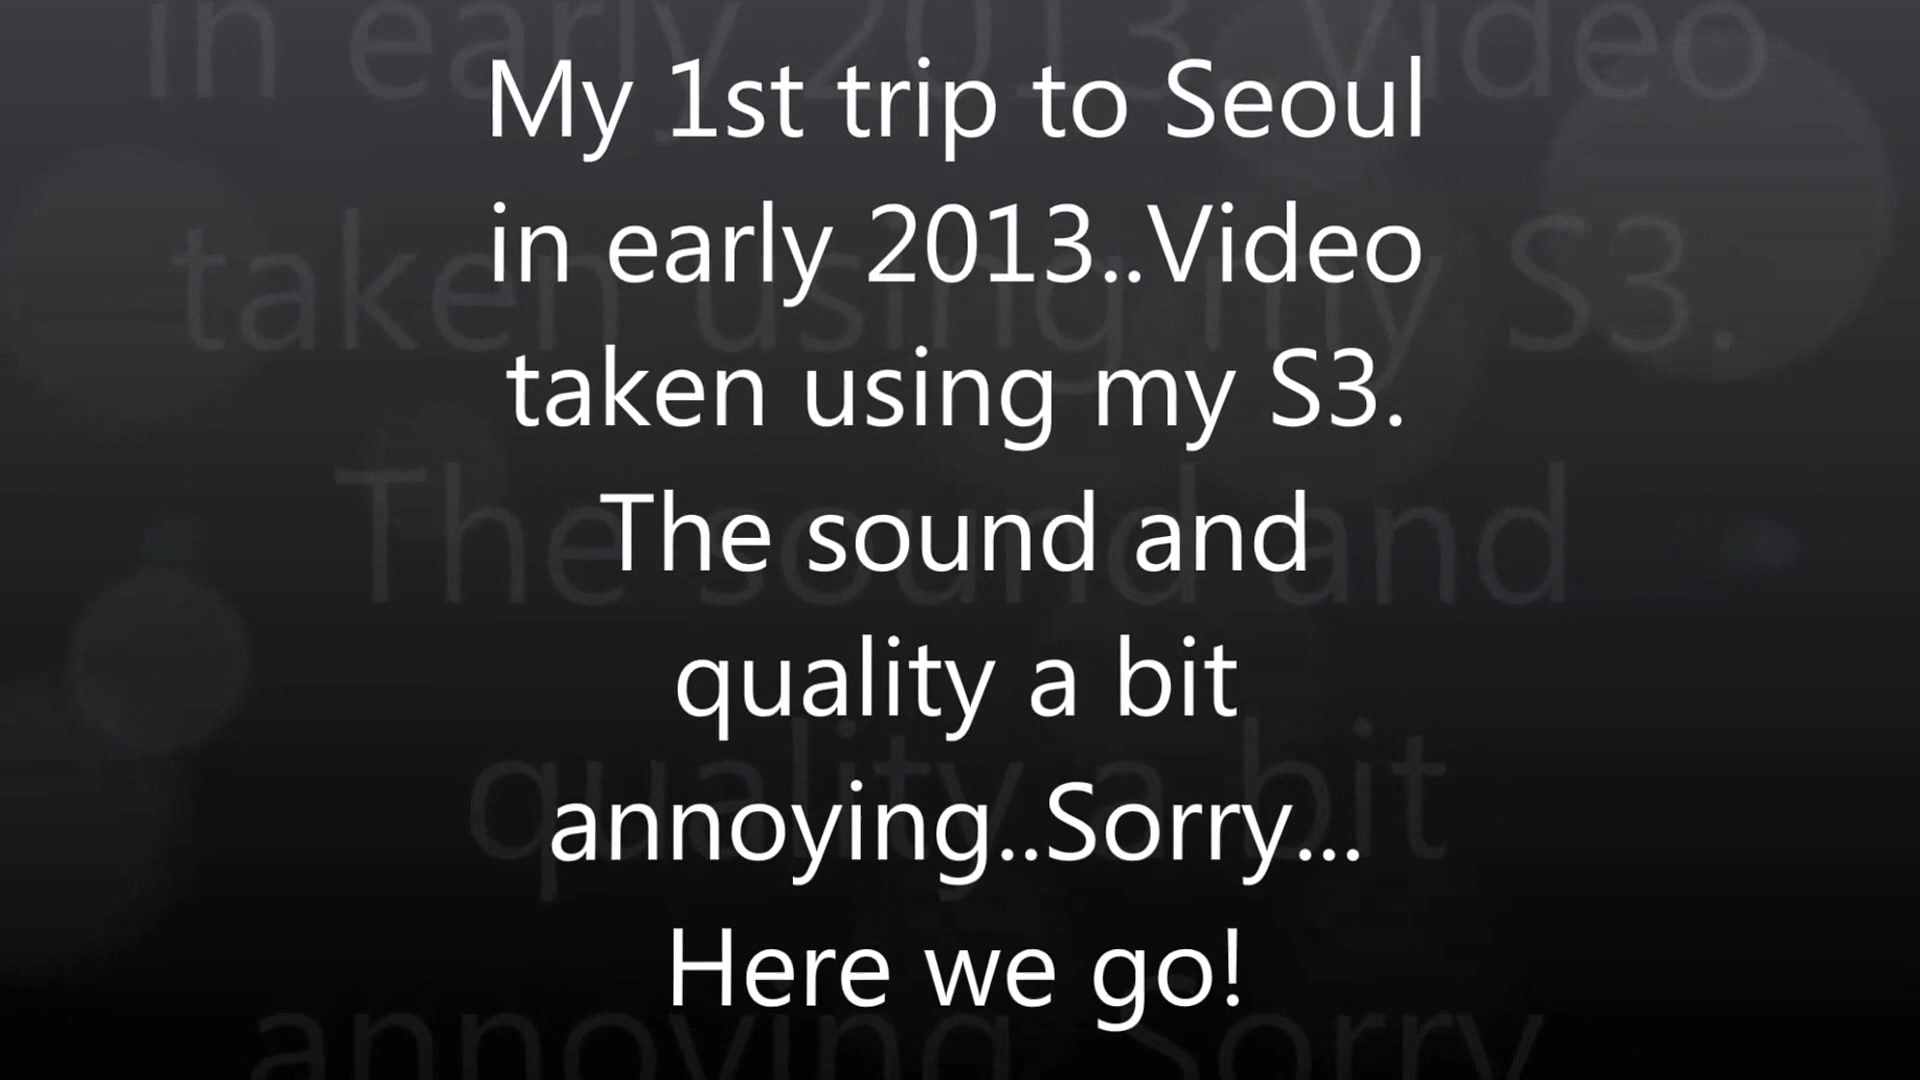 My 1st trip to Seoul
in early 2013..Video
taken using my S3.
The sound and
quality a bit
annoying..Sorry...
Here we go!